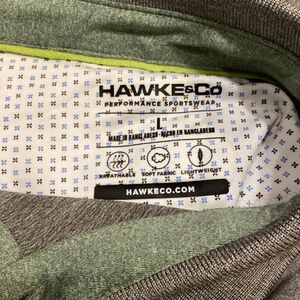 HAWKE&Co
PERFORMANCE SPORTSWEAR
L
MADE IN BANGLADESH • HECHO EN BANGLADESH
BREATHABLE SOFT FABRIC LIGHTWEIGHT
HAWKECO.COM